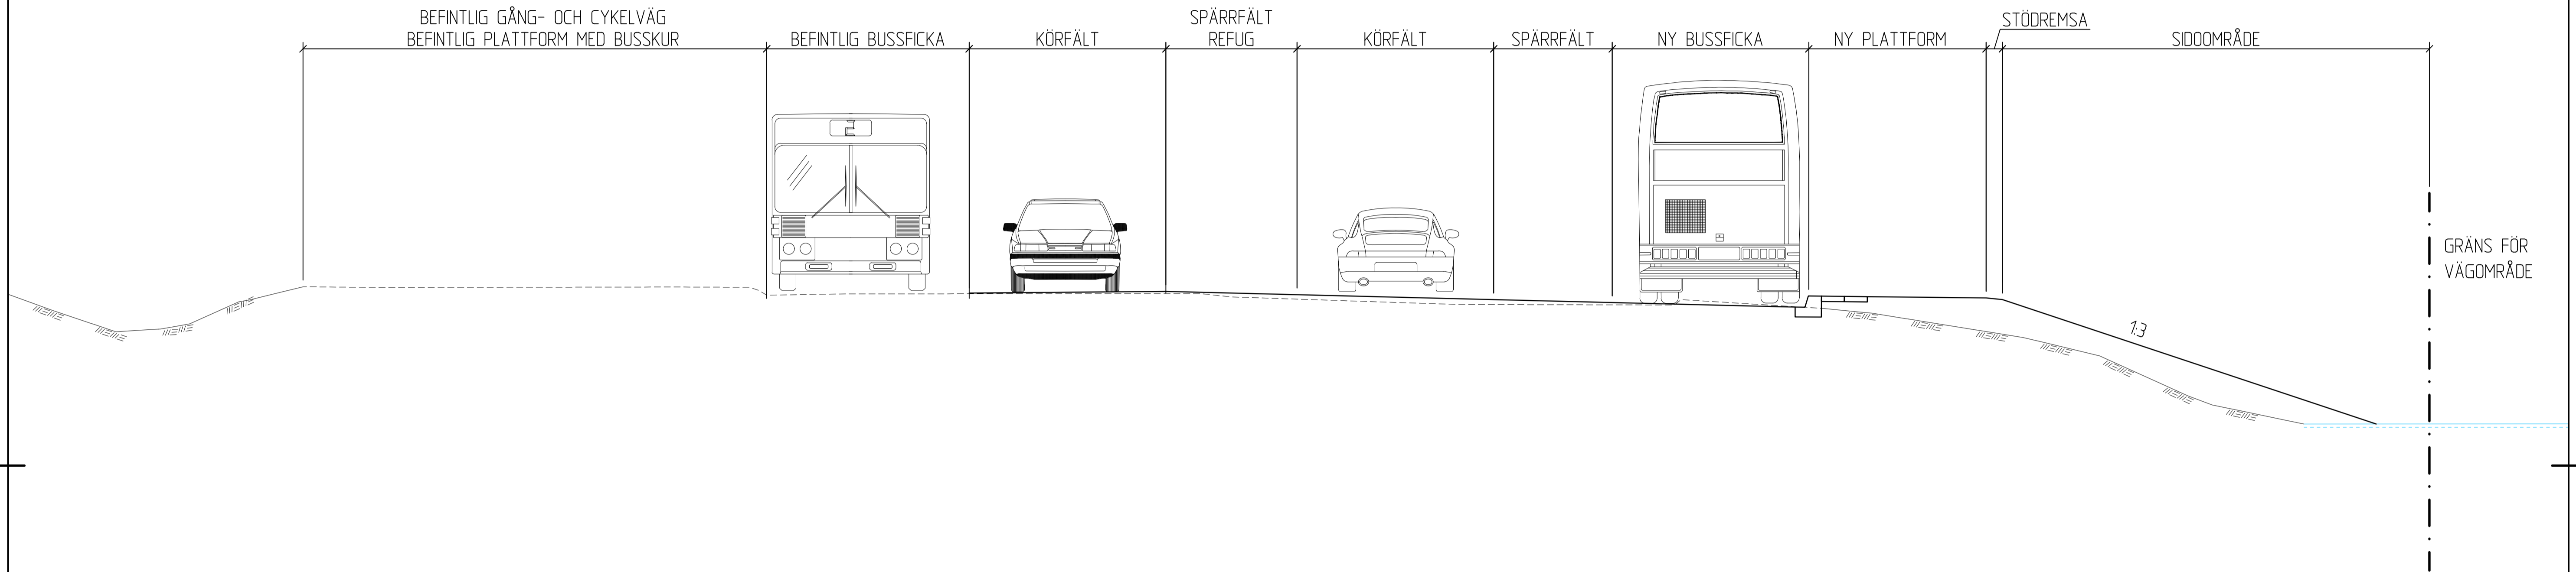 BEFINTLIG GÅNG- OCH CYKELVÄG
BEFINTLIG PLATTFORM MED BUSSKUR
BEFINTLIG BUSSFICKA
KÖRFÄLT
SPÄRRFÄLT
REFUG
KÖRFÄLT
SPÄRRFÄLT
NY BUSSFICKA
NY PLATTFORM
STÖDREMSA
SIDOOMRÅDE
2
GRÄNS FÖR
VÄGOMRÅDE
1:3